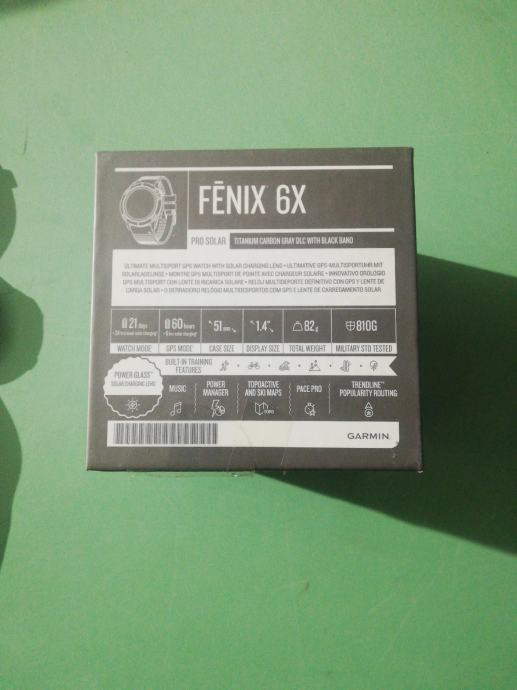 FĒNIX® 6X
PRO SOLAR TITANIUM CARBON GRAY DLC WITH BLACK BAND
ULTIMATE MULTISPORT GPS WATCH WITH SOLAR CHARGING LENS • ULTIMATIVE GPS-MULTISPORTUHR MIT
SOLARLADELINSE • MONTRE GPS MULTISPORT DE POINTE AVEC CHARGEUR SOLAIRE • INNOVATIVO OROLOGIO
GPS MULTISPORT CON LENTE DI RICARICA SOLARE • RELOJ MULTIDEPORTE DEFINITIVO CON GPS Y LENTE DE
CARGA SOLAR • O DERRADEIRO RELÓGIO MULTIDESPORTOS COM GPS E LENTE DE CARREGAMENTO SOLAR
21 days 60 hours 51 mm 1.4" 82g 810G
WATCH MODE GPS MODE CASE SIZE DISPLAY SIZE TOTAL WEIGHT MILITARY STD TESTED
BUILT-IN TRAINING
FEATURES
POWER GLASS™
SOLAR CHARGING LENS
MUSIC
POWER
MANAGER
TOPOACTIVE
AND SKI MAPS
PACE PRO
TRENDLINE™
POPULARITY ROUTING
TOPO
GARMIN